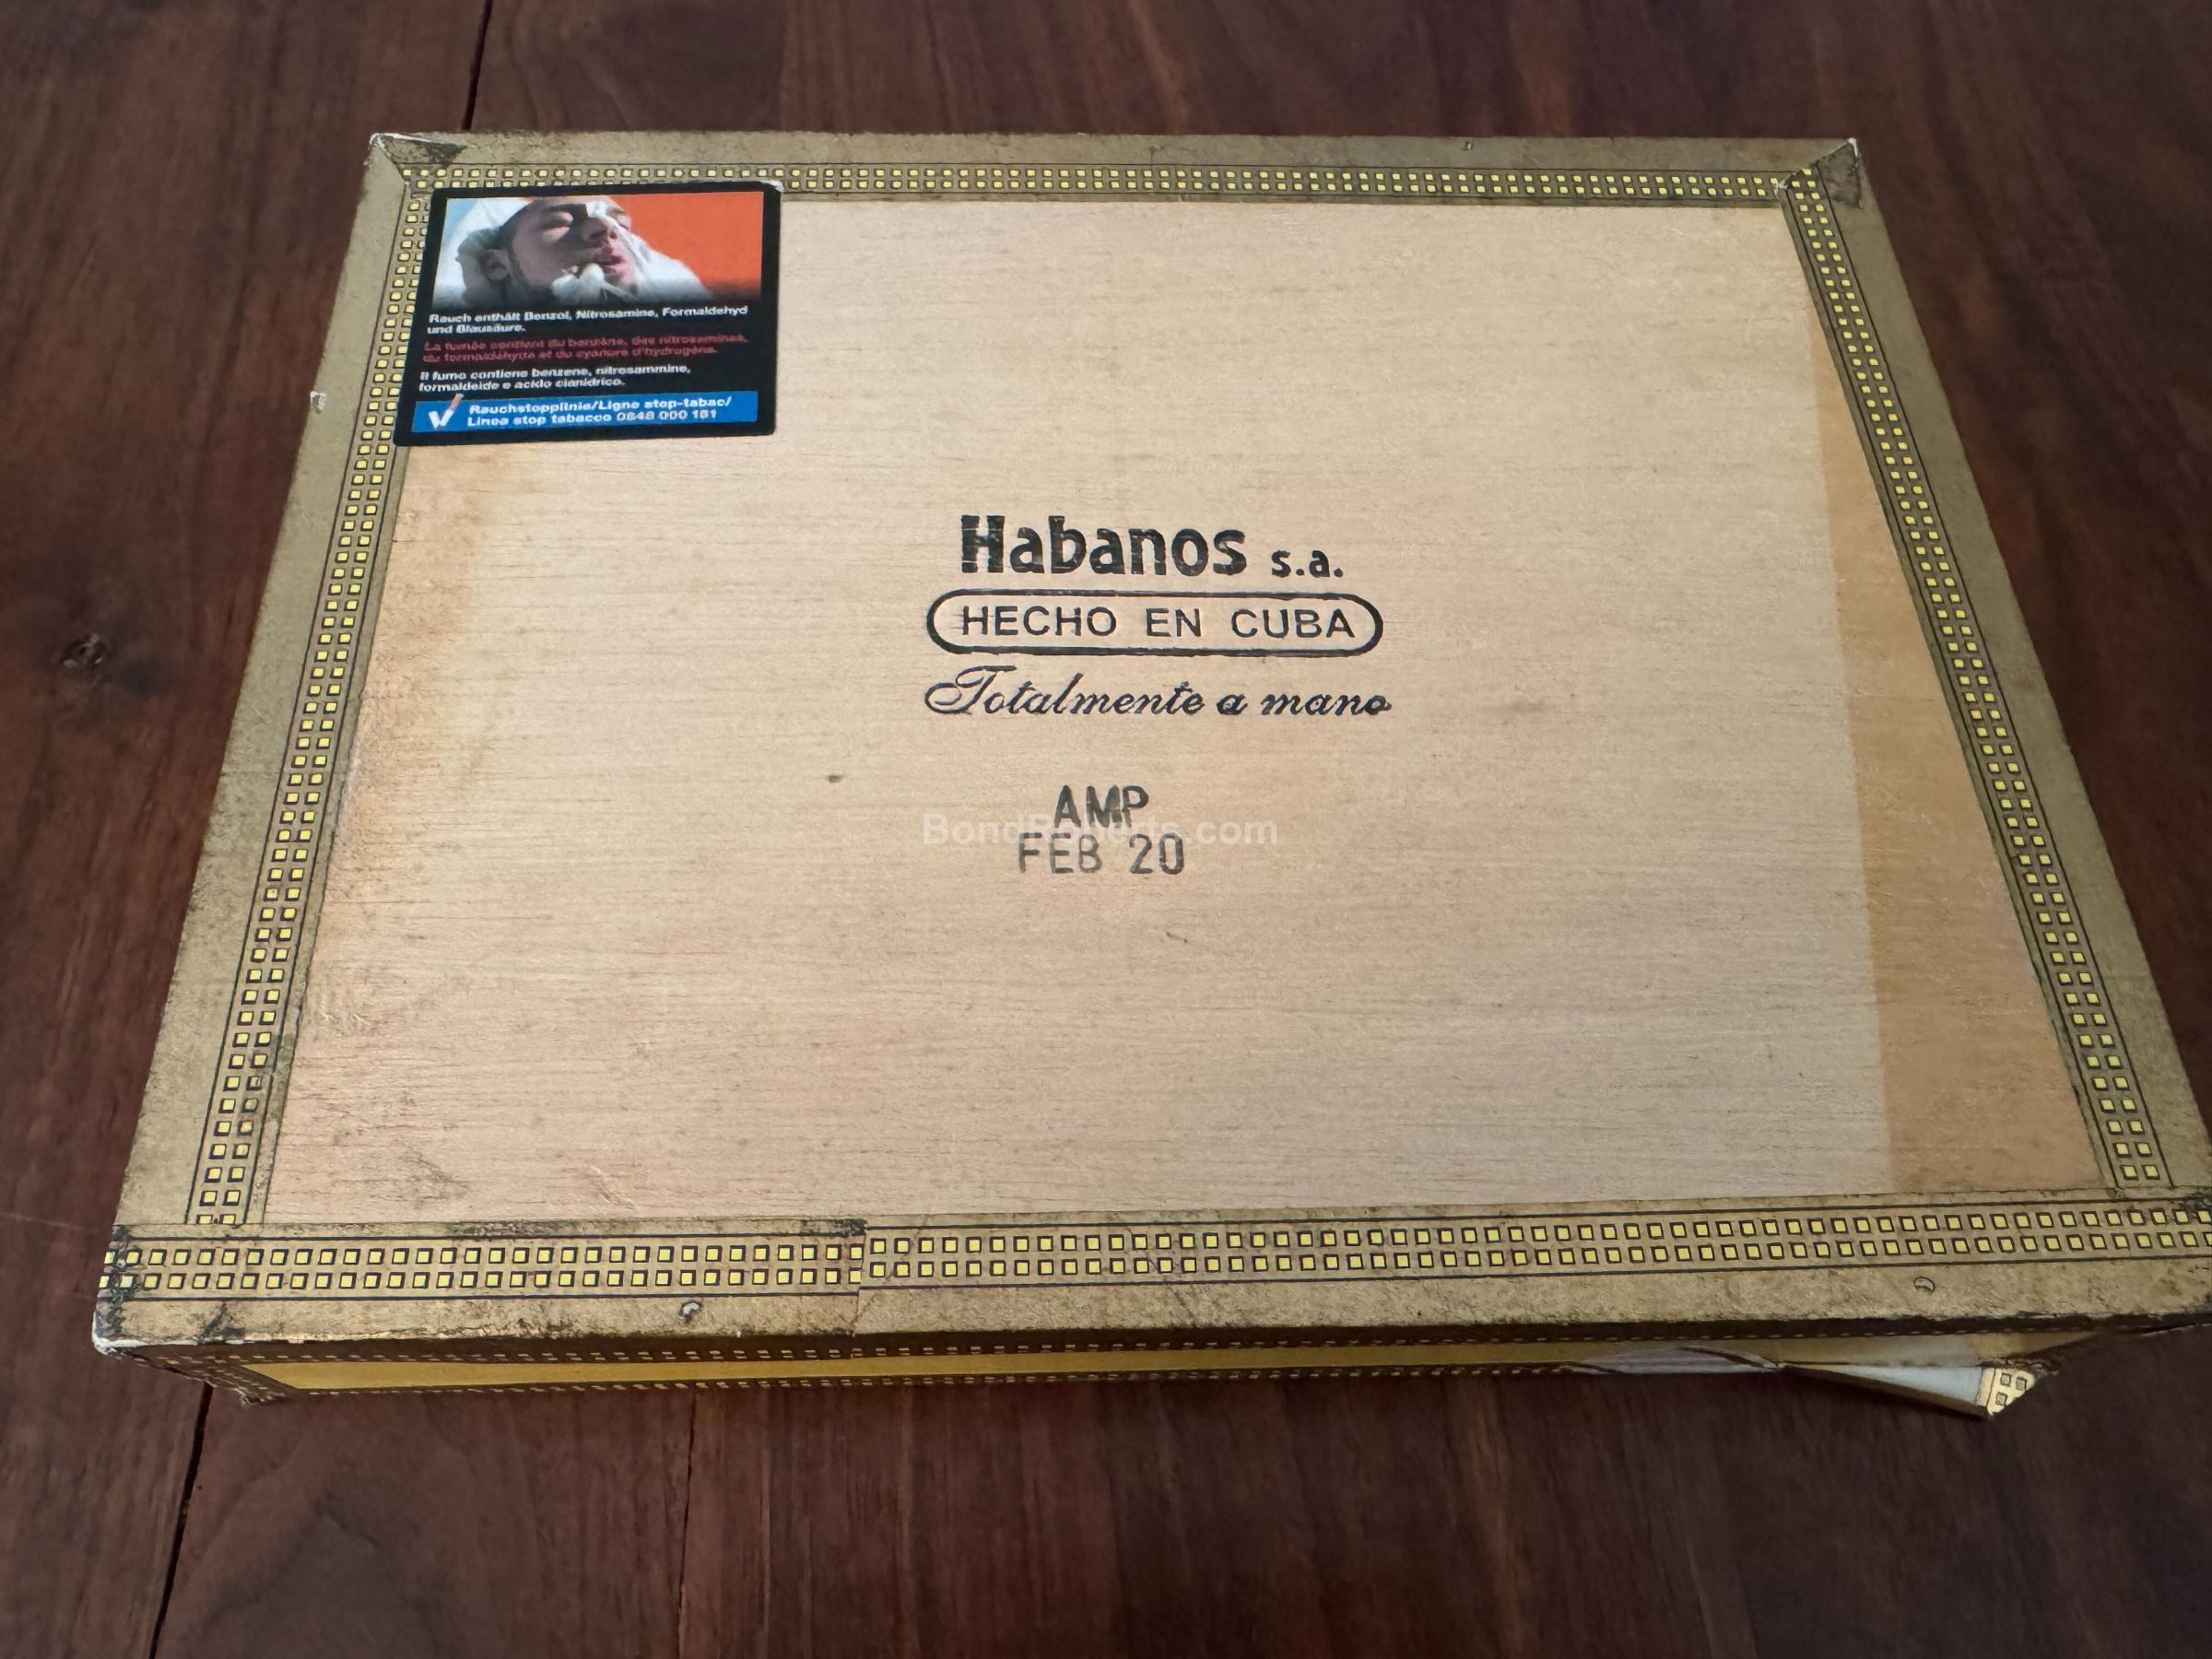 Rauch enthält Benzol, Nitrosamine, Formaldehyd
und Blausäure.
La fumée contient du benzène, des nitrosamines,
du formaldéhyde et du cyanure d'hydrogène.
Il fumo contiene benzene, nitrosammine,
formaldeide e acido cianidrico.
Rauchstopplinie/Ligne stop-tabac/
Linea stop tabacco 0848 000 181
Habanos s.a.
HECHO EN CUBA
Totalmente a mano
AMP
BondRoberts.com
FEB 20